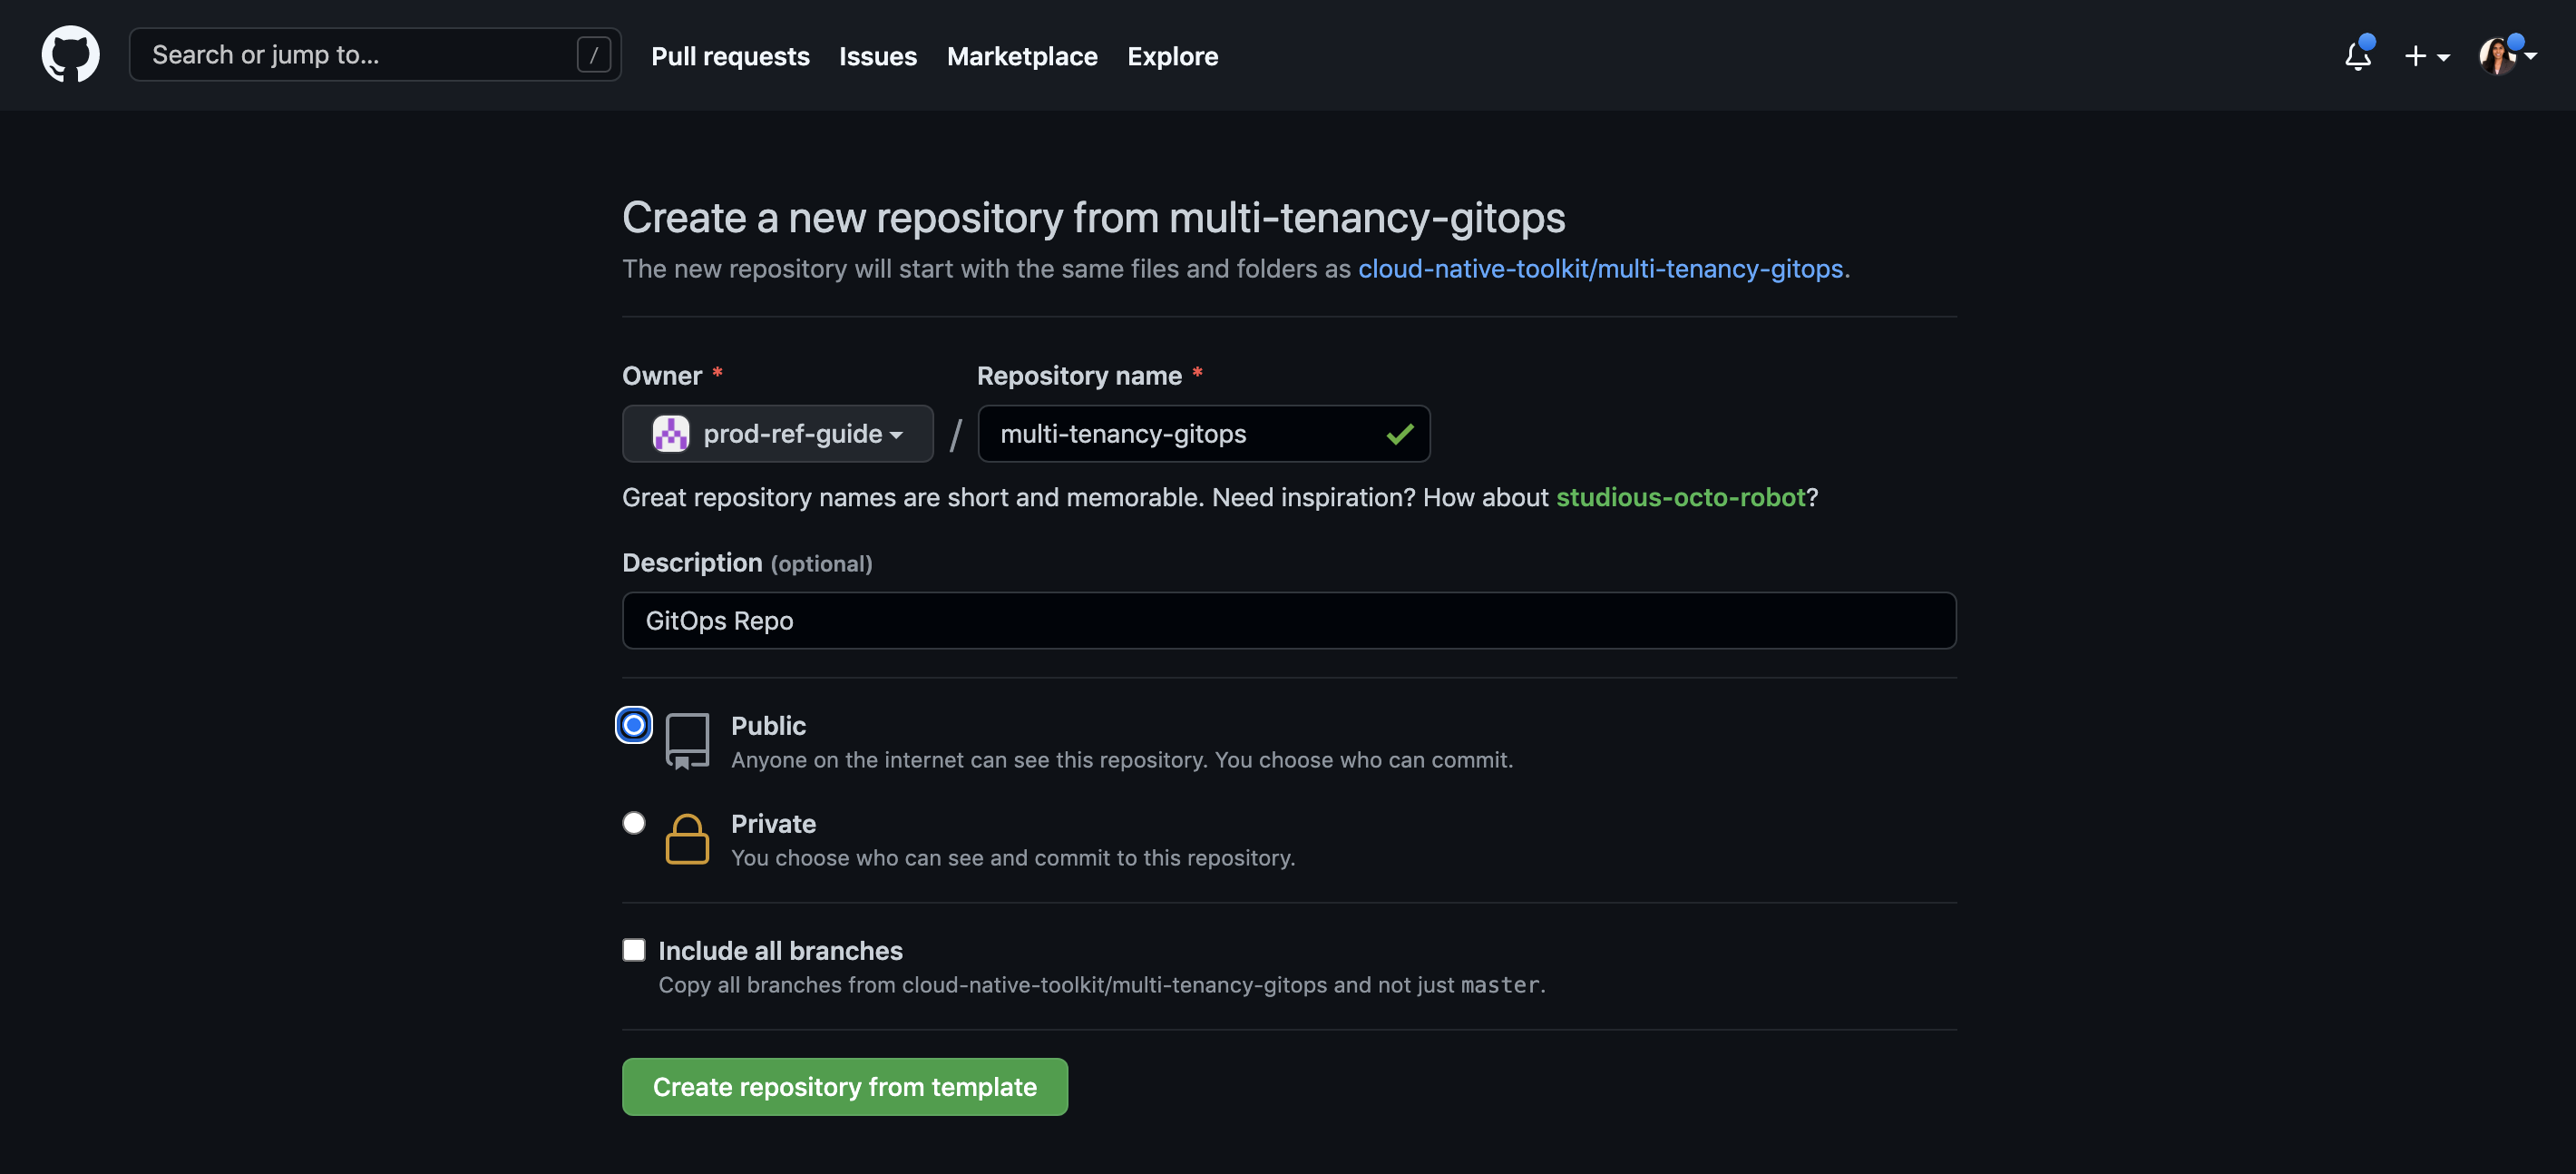 Search or jump to... /
Pull requests Issues Marketplace Explore
Create a new repository from multi-tenancy-gitops
The new repository will start with the same files and folders as cloud-native-toolkit/multi-tenancy-gitops.
Owner * Repository name *
prod-ref-guide / multi-tenancy-gitops
Great repository names are short and memorable. Need inspiration? How about studious-octo-robot?
Description (optional)
GitOps Repo
Public
Anyone on the internet can see this repository. You choose who can commit.
Private
You choose who can see and commit to this repository.
Include all branches
Copy all branches from cloud-native-toolkit/multi-tenancy-gitops and not just master.
Create repository from template